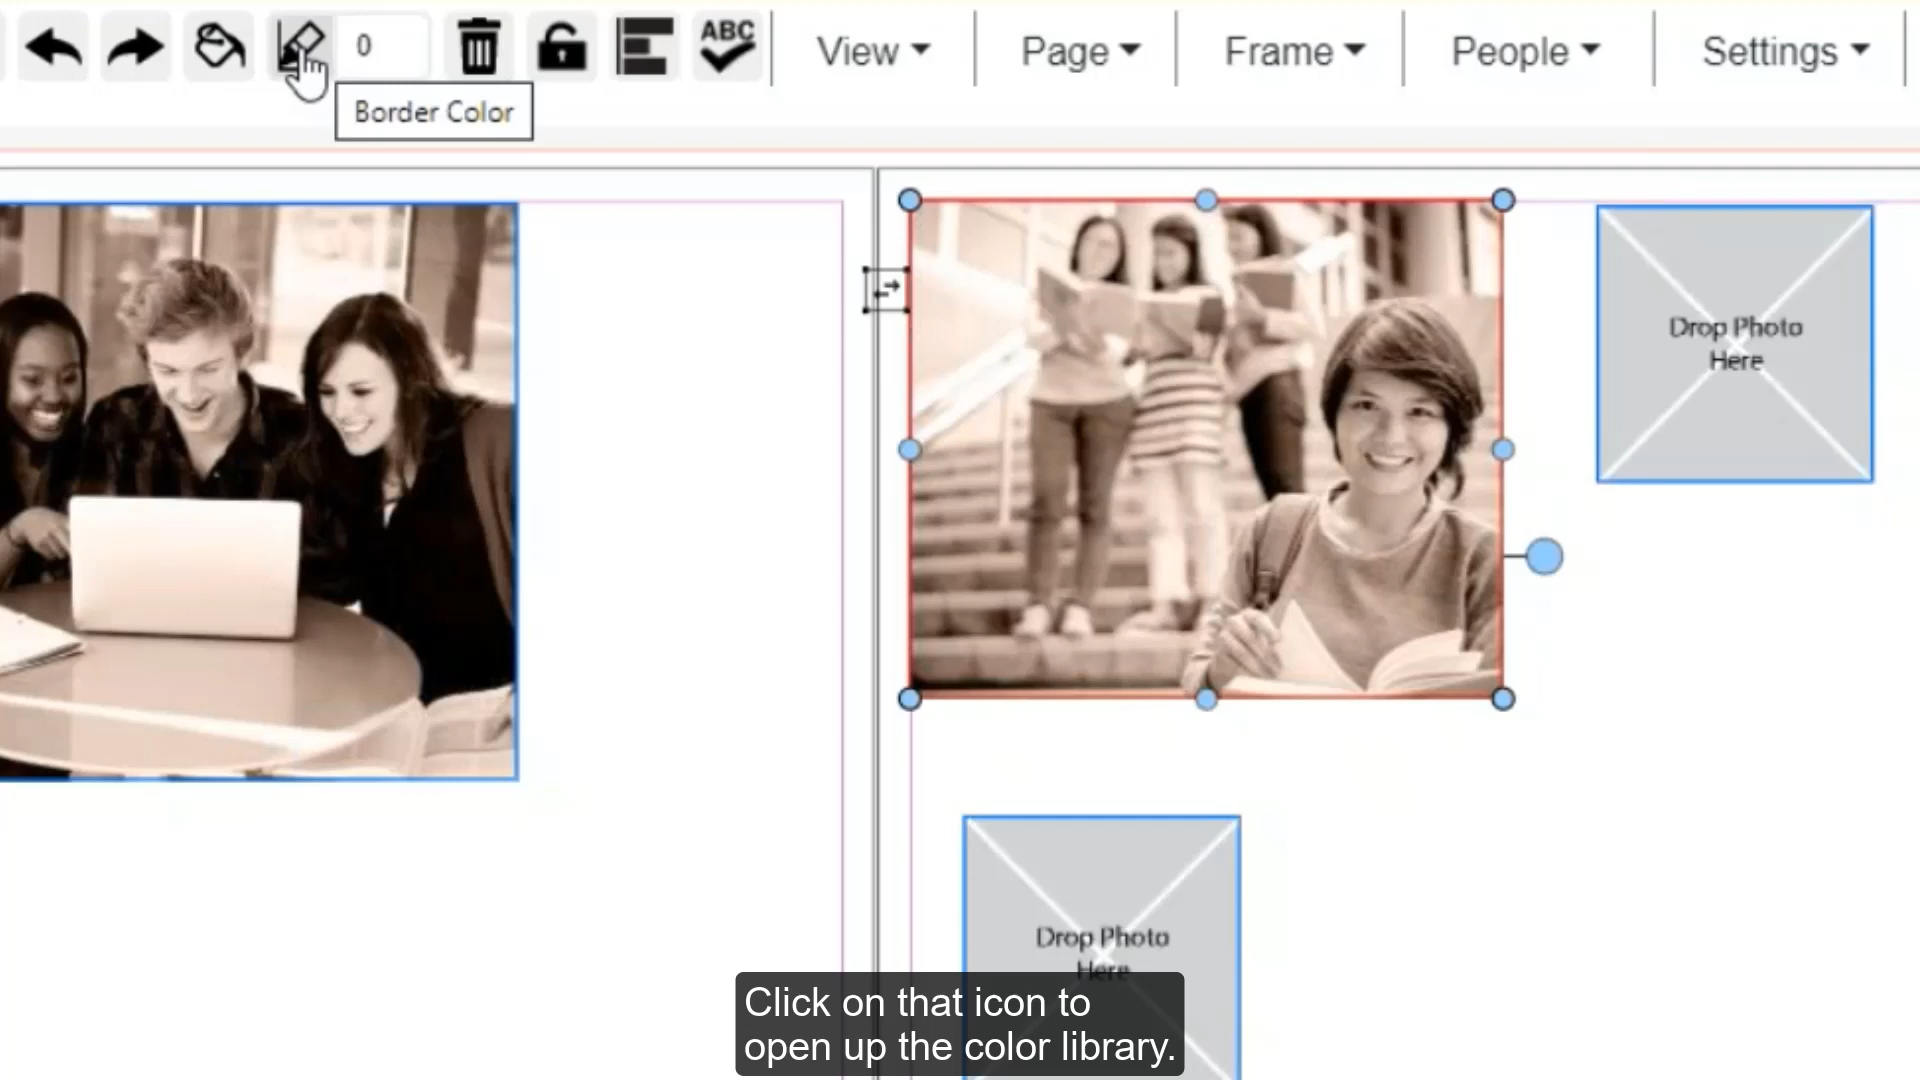 0
ABC
View
Page
Frame
People
Settings
Border Color
Drop Photo
Here
Drop Photo
Here
Click on that icon to
open up the color library.